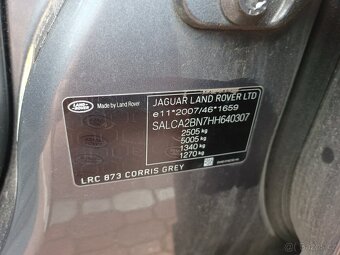 LAND ROVER
Made by Land Rover
JAGUAR LAND ROVER LTD
e11*2007/46*1659
SALCA2BN7HH640307
2505 kg
5005 kg
1340 kg
1270 kg
LRC 873 CORRIS GREY